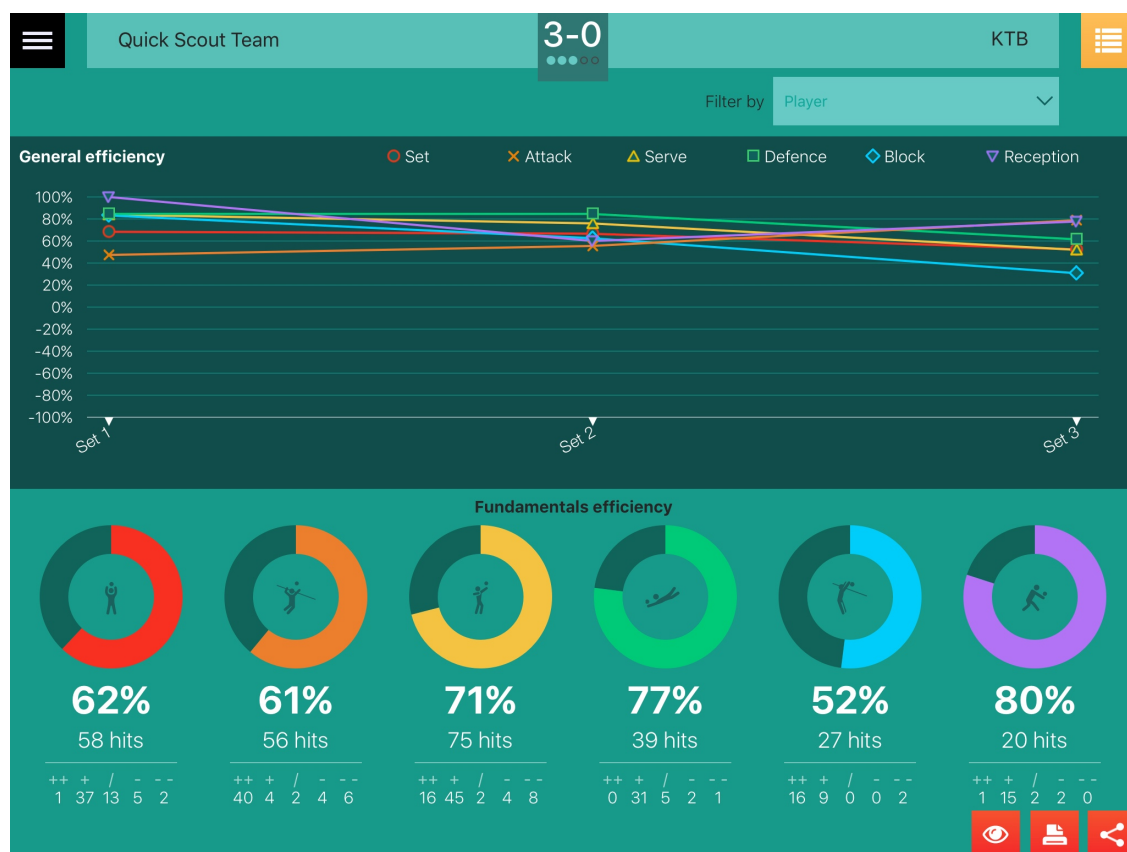 Quick Scout Team 3-0 KTB
Filter by Player
General efficiency Set Attack Serve Defence Block Reception
100%
80%
60%
40%
20%
0%
-20%
-40%
-60%
-80%
-100%
Set 1 Set 2 Set 3
Fundamentals efficiency
62% 61% 71% 77% 52% 80%
58 hits 56 hits 75 hits 39 hits 27 hits 20 hits
++ + / - -- ++ + / - -- ++ + / - -- ++ + / - -- ++ + / - -- ++ + / - --
1 37 13 5 2 40 4 2 4 6 16 45 2 4 8 0 31 5 2 1 16 9 0 0 2 1 15 2 2 0